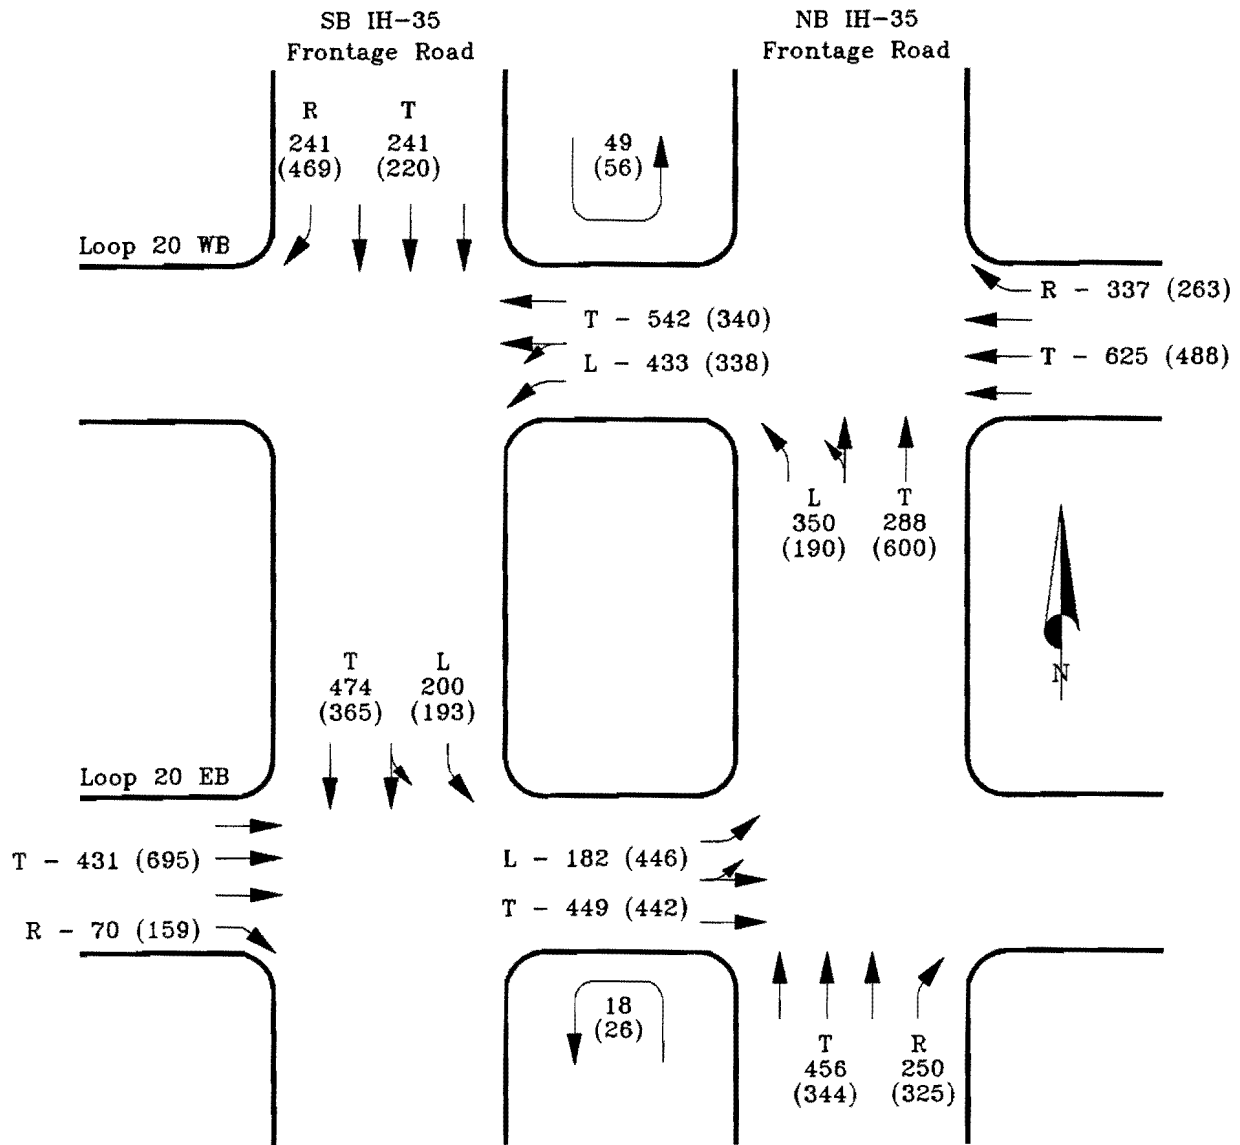 SB IH-35
Frontage Road
NB IH-35
Frontage Road
R
241
(469)
T
241
(220)
49
(56)
Loop 20 WB
R - 337 (263)
T - 542 (340)
L - 433 (338)
T - 625 (488)
L
350
(190)
T
288
(600)
N
T
474
(365)
L
200
(193)
Loop 20 EB
T - 431 (695)
R - 70 (159)
L - 182 (446)
T - 449 (442)
18
(26)
T
456
(344)
R
250
(325)